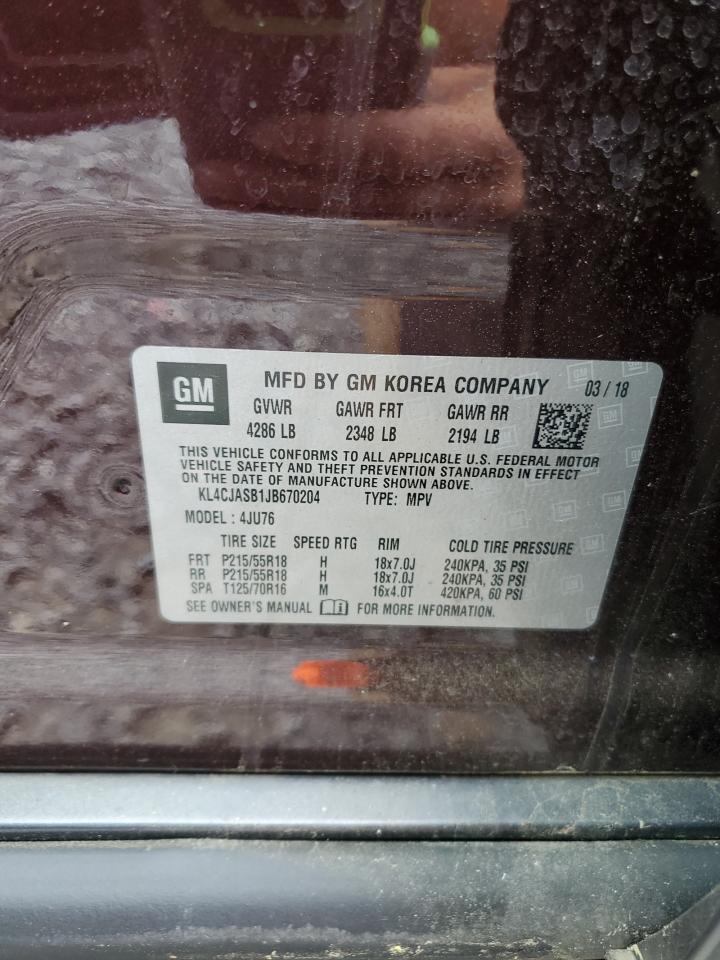 GM MFD BY GM KOREA COMPANY 03 / 18
GVWR GAWR FRT GAWR RR
4286 LB 2348 LB 2194 LB
THIS VEHICLE CONFORMS TO ALL APPLICABLE U.S. FEDERAL MOTOR
VEHICLE SAFETY AND THEFT PREVENTION STANDARDS IN EFFECT
ON THE DATE OF MANUFACTURE SHOWN ABOVE.
KL4CJASB1JB670204 TYPE: MPV
MODEL : 4JU76
TIRE SIZE SPEED RTG RIM COLD TIRE PRESSURE
FRT P215/55R18 H 18x7.0J 240KPA, 35 PSI
RR P215/55R18 H 18x7.0J 240KPA, 35 PSI
SPA T125/70R16 M 16x4.0T 420KPA, 60 PSI
SEE OWNER'S MANUAL FOR MORE INFORMATION.